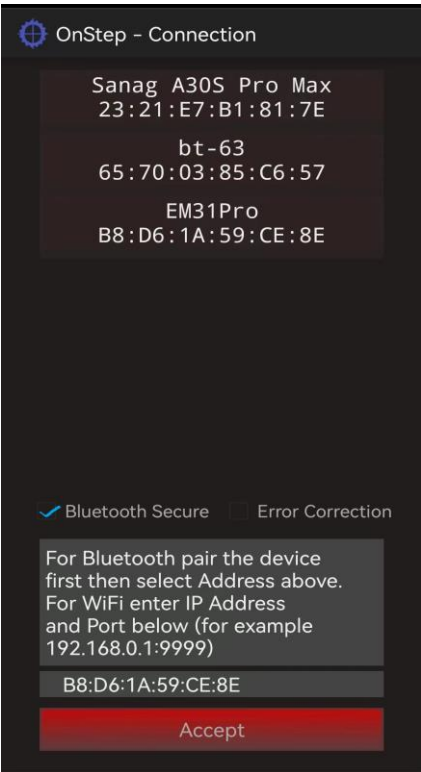 OnStep - Connection
Sanag A30S Pro Max
23:21:E7:B1:81:7E
bt-63
65:70:03:85:C6:57
EM31Pro
B8:D6:1A:59:CE:8E
Bluetooth Secure
Error Correction
For Bluetooth pair the device
first then select Address above.
For WiFi enter IP Address
and Port below (for example
192.168.0.1:9999)
B8:D6:1A:59:CE:8E
Accept